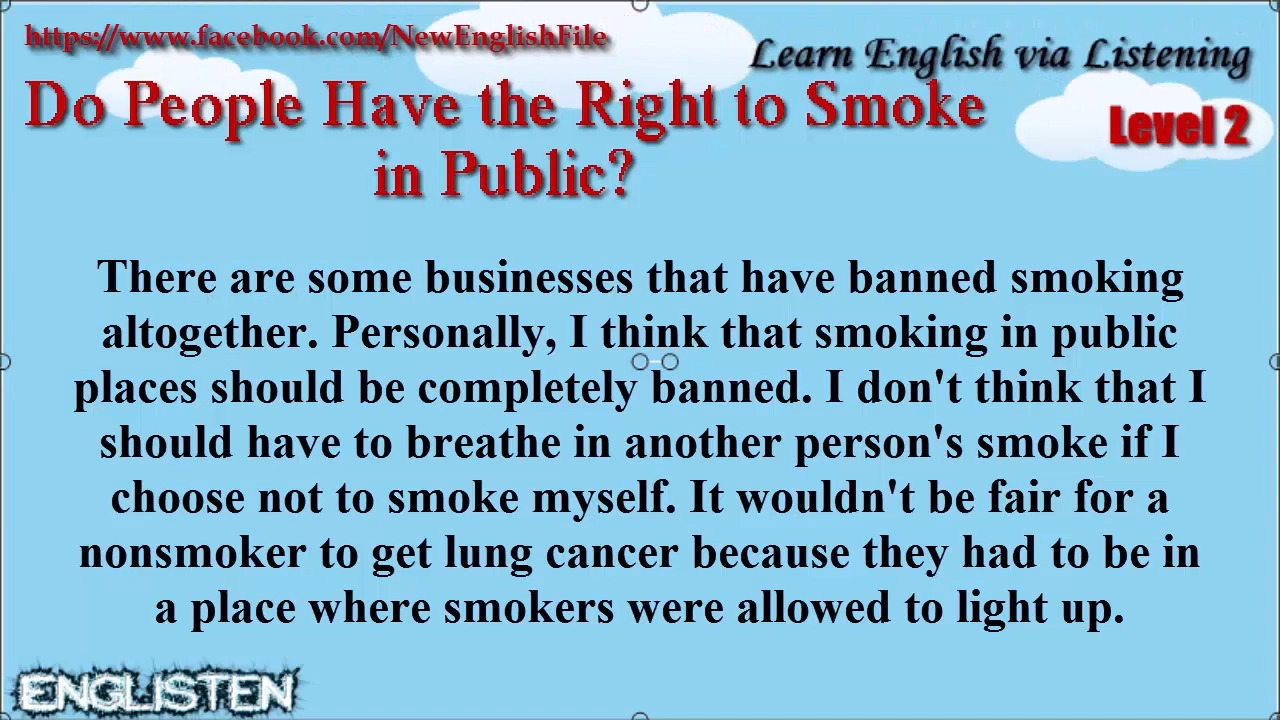 https://www.facebook.com/NewEnglishFile
Learn English via Listening
Do People Have the Right to Smoke
in Public?
Level 2
There are some businesses that have banned smoking
altogether. Personally, I think that smoking in public
places should be completely banned. I don't think that I
should have to breathe in another person's smoke if I
choose not to smoke myself. It wouldn't be fair for a
nonsmoker to get lung cancer because they had to be in
a place where smokers were allowed to light up.
ENGLISTEN